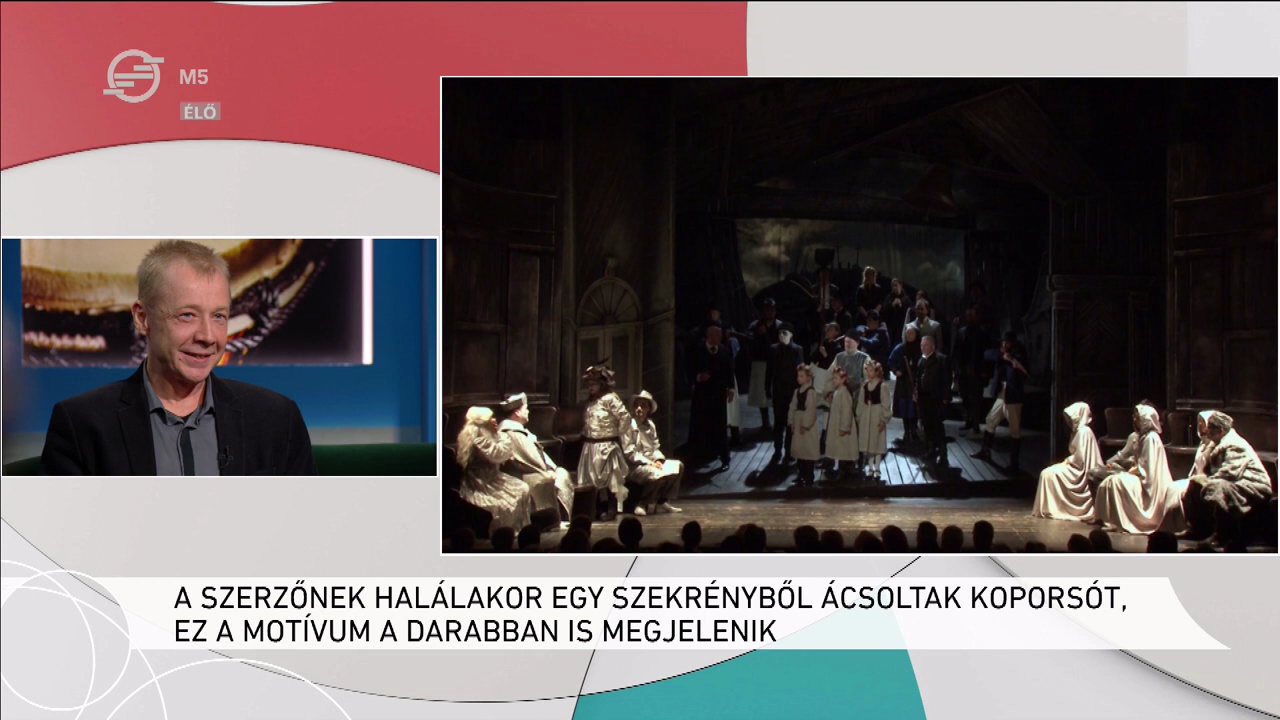 M5
ÉLŐ
A SZERZŐNEK HALÁLAKOR EGY SZEKRÉNYBŐL ÁCSOLTAK KOPORSÓT,
EZ A MOTÍVUM A DARABBAN IS MEGJELENIK